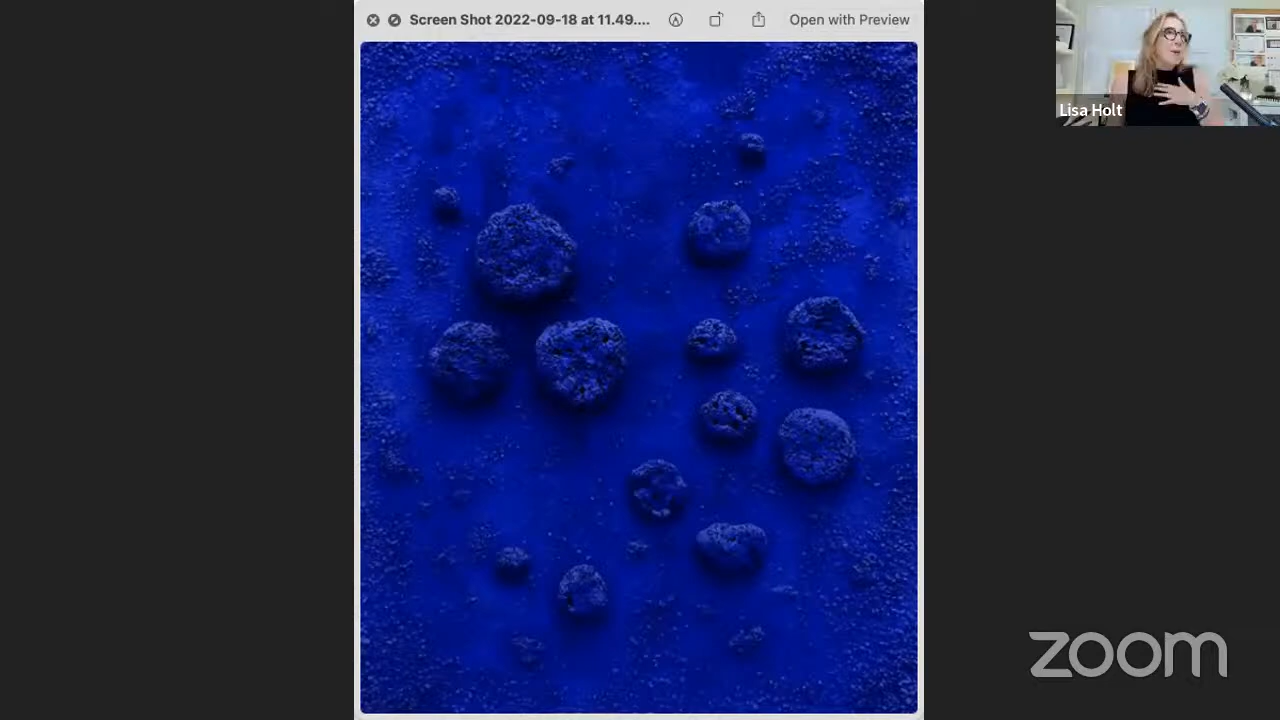 Screen Shot 2022-09-18 at 11.49....
Open with Preview
Lisa Holt
zoom